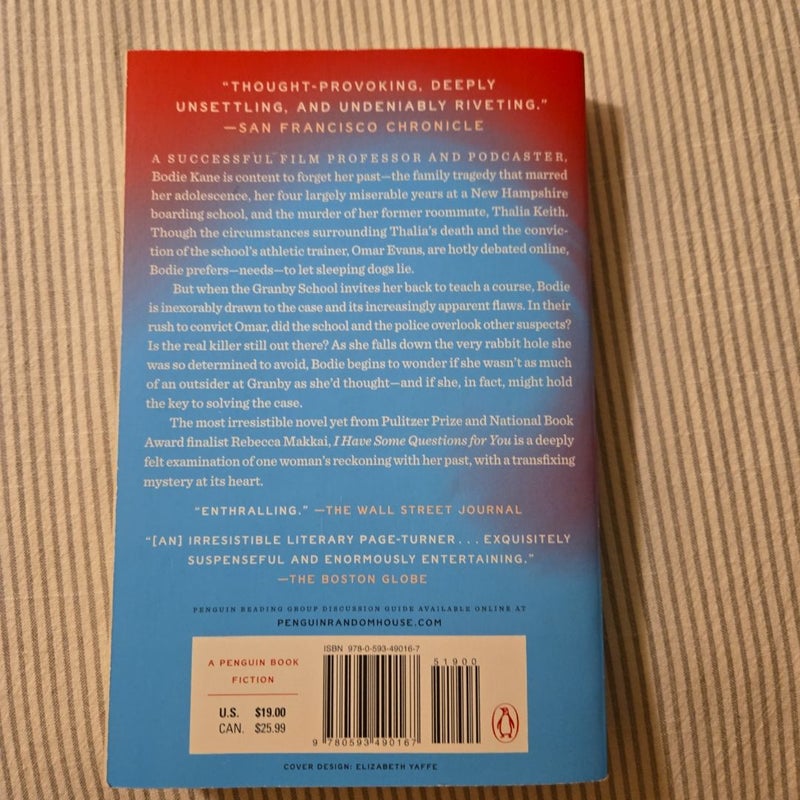 “THOUGHT-PROVOKING, DEEPLY
UNSETTLING, AND UNDENIABLY RIVETING.”
—SAN FRANCISCO CHRONICLE
A SUCCESSFUL FILM PROFESSOR AND PODCASTER,
Bodie Kane is content to forget her past—the family tragedy that marred
her adolescence, her four largely miserable years at a New Hampshire
boarding school, and the murder of her former roommate, Thalia Keith.
Though the circumstances surrounding Thalia’s death and the convic-
tion of the school’s athletic trainer, Omar Evans, are hotly debated online,
Bodie prefers—needs—to let sleeping dogs lie.
But when the Granby School invites her back to teach a course, Bodie
is inexorably drawn to the case and its increasingly apparent flaws. In their
rush to convict Omar, did the school and the police overlook other suspects?
Is the real killer still out there? As she falls down the very rabbit hole she
was so determined to avoid, Bodie begins to wonder if she wasn’t as much
of an outsider at Granby as she’d thought—and if she, in fact, might hold
the key to solving the case.
The most irresistible novel yet from Pulitzer Prize and National Book
Award finalist Rebecca Makkai, I Have Some Questions for You is a deeply
felt examination of one woman’s reckoning with her past, with a transfixing
mystery at its heart.
“ENTHRALLING.” —THE WALL STREET JOURNAL
“[AN] IRRESISTIBLE LITERARY PAGE-TURNER . . . EXQUISITELY
SUSPENSEFUL AND ENORMOUSLY ENTERTAINING.”
—THE BOSTON GLOBE
PENGUIN READING GROUP DISCUSSION GUIDE AVAILABLE ONLINE AT
PENGUINRANDOMHOUSE.COM
A PENGUIN BOOK
FICTION
U.S. $19.00
CAN. $25.99
ISBN 978-0-593-49016-7
51900
9 780593 490167
COVER DESIGN: ELIZABETH YAFFE